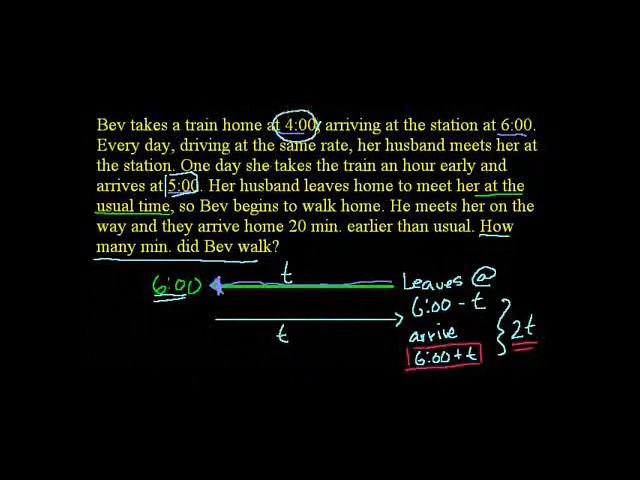 Bev takes a train home at 4:00, arriving at the station at 6:00.
Every day, driving at the same rate, her husband meets her at
the station. One day she takes the train an hour early and
arrives at 5:00. Her husband leaves home to meet her at the
usual time, so Bev begins to walk home. He meets her on the
way and they arrive home 20 min. earlier than usual. How
many min. did Bev walk?
6:00 t Leaves @
6:00 - t
t arrive 2t
6:00 + t